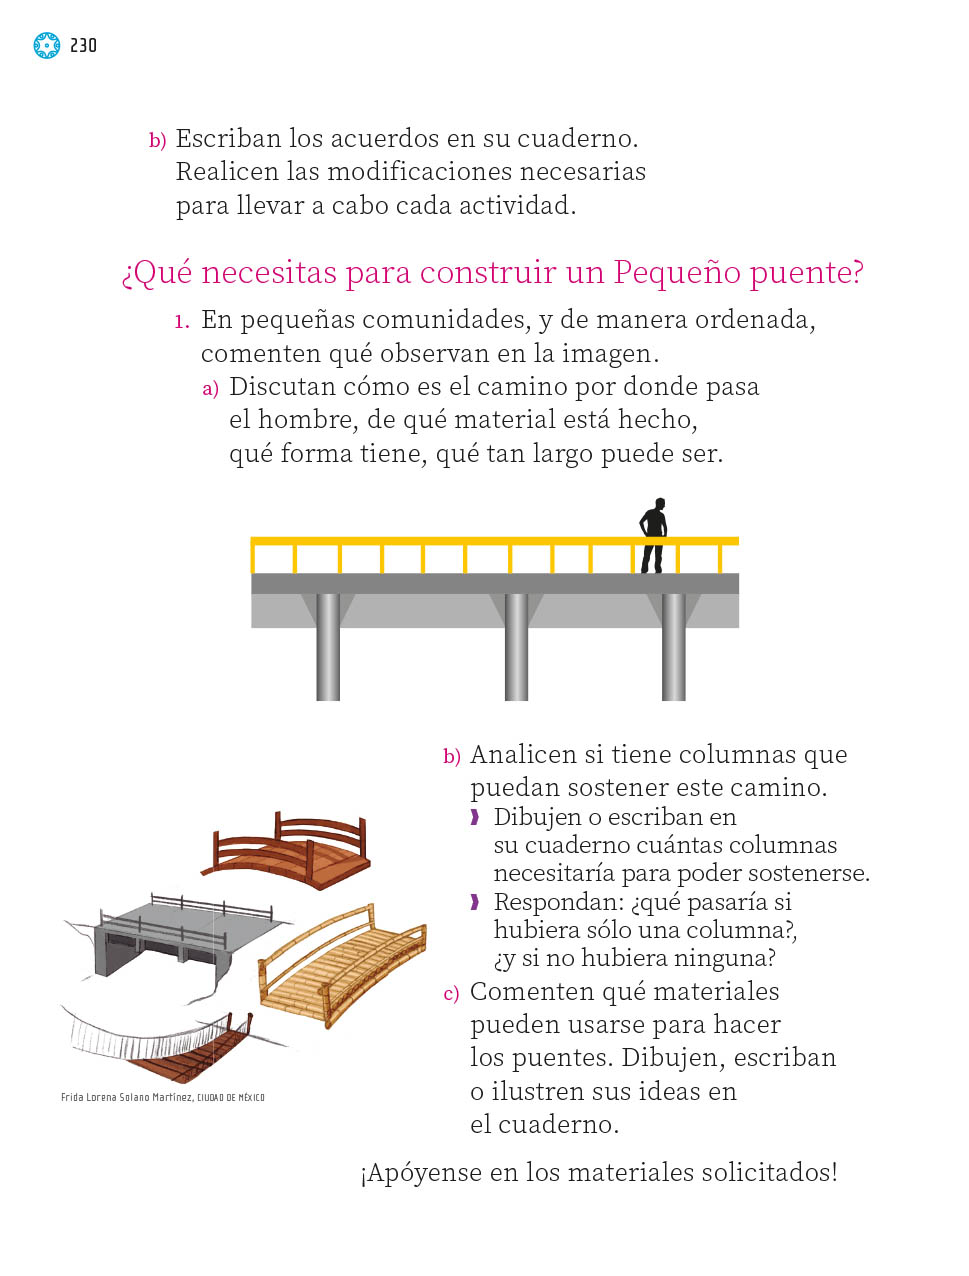 230
b) Escriban los acuerdos en su cuaderno.
Realicen las modificaciones necesarias
para llevar a cabo cada actividad.
¿Qué necesitas para construir un Pequeño puente?
1. En pequeñas comunidades, y de manera ordenada,
comenten qué observan en la imagen.
a) Discutan cómo es el camino por donde pasa
el hombre, de qué material está hecho,
qué forma tiene, qué tan largo puede ser.
b) Analicen si tiene columnas que
puedan sostener este camino.
Dibujen o escriban en
su cuaderno cuántas columnas
necesitaría para poder sostenerse.
Respondan: ¿qué pasaría si
hubiera sólo una columna?,
¿y si no hubiera ninguna?
c) Comenten qué materiales
pueden usarse para hacer
los puentes. Dibujen, escriban
o ilustren sus ideas en
el cuaderno.
Frida Lorena Solano Martínez, CIUDAD DE MÉXICO
¡Apóyense en los materiales solicitados!